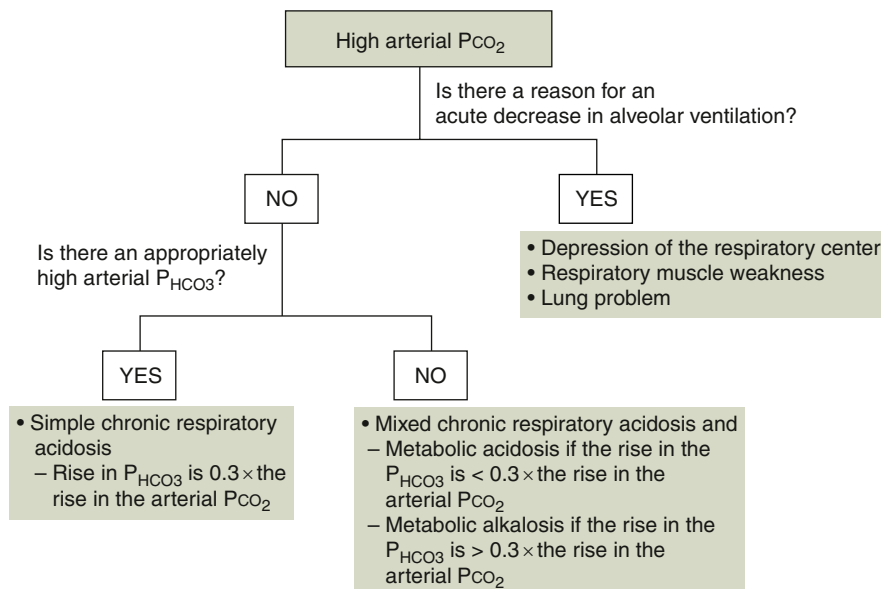 High arterial PCO2
Is there a reason for an
acute decrease in alveolar ventilation?
NO
YES
Is there an appropriately
high arterial PHCO3?
• Depression of the respiratory center
• Respiratory muscle weakness
• Lung problem
YES
NO
• Simple chronic respiratory
acidosis
– Rise in PHCO3 is 0.3 × the
rise in the arterial PCO2
• Mixed chronic respiratory acidosis and
– Metabolic acidosis if the rise in the
PHCO3 is < 0.3 × the rise in the
arterial PCO2
– Metabolic alkalosis if the rise in the
PHCO3 is > 0.3 × the rise in the
arterial PCO2